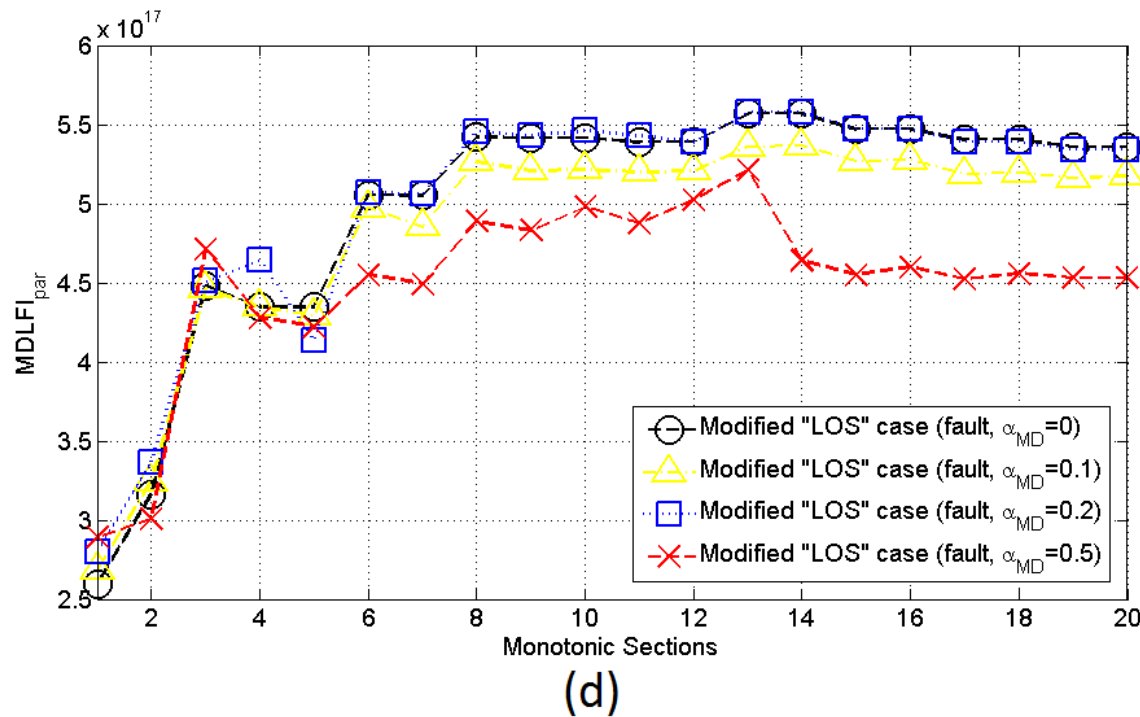 x 10¹⁷
6
5.5
5
4.5
4
3.5
3
2.5
MDLFI_par
2 4 6 8 10 12 14 16 18 20
Monotonic Sections
Modified "LOS" case (fault, α_MD=0)
Modified "LOS" case (fault, α_MD=0.1)
Modified "LOS" case (fault, α_MD=0.2)
Modified "LOS" case (fault, α_MD=0.5)
(d)